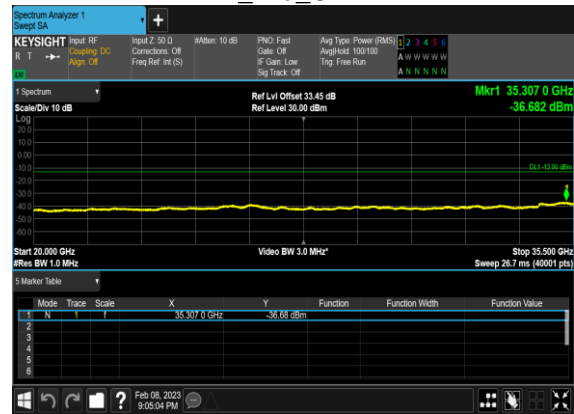 Spectrum Analyzer 1
Swept SA
+
KEYSIGHT Input: RF Input Z: 50 Ω #Atten: 10 dB PNO: Fast Avg Type: Power (RMS) 1 2 3 4 5 6
R T Coupling: DC Corrections: Off Gate: Off Avg|Hold: 100/100 A W W W W W
Align: Off Freq Ref: Int (S) IF Gain: Low Trig: Free Run
Sig Track: Off A N N N N N
1 Spectrum Ref Lvl Offset 33.45 dB Mkr1 35.307 0 GHz
Scale/Div 10 dB Ref Level 30.00 dBm -36.682 dBm
Log
20.0
10.0
0.00
-10.0
DL1 -13.00 dBm
-20.0
-30.0
-40.0
-50.0
-60.0
1
Start 20.000 GHz Video BW 3.0 MHz* Stop 35.500 GHz
#Res BW 1.0 MHz Sweep 26.7 ms (40001 pts)
5 Marker Table
Mode Trace Scale X Y Function Function Width Function Value
1 N 1 f 35.307 0 GHz -36.68 dBm
2
3
4
5
6
? Feb 08, 2023
9:05:04 PM